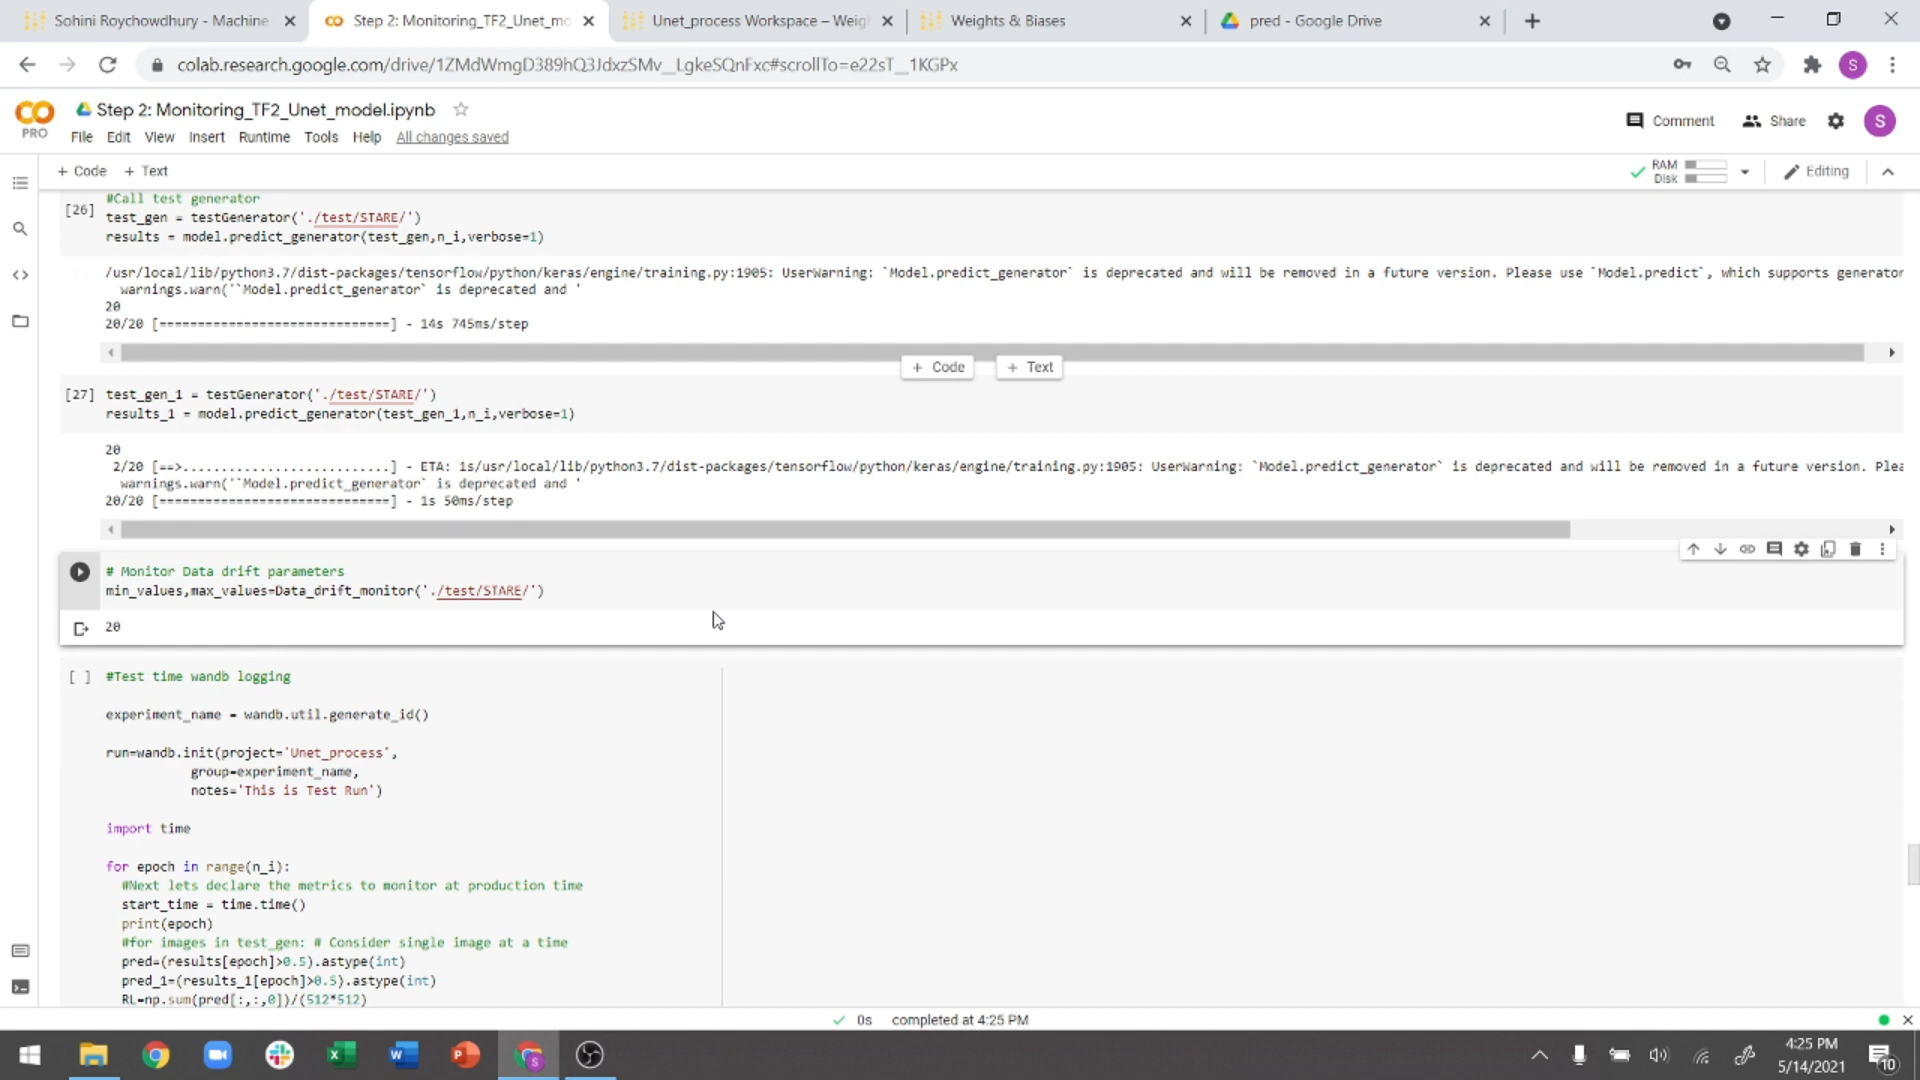 Sohini Roychowdhury - Machine
Step 2: Monitoring_TF2_Unet_mo
Unet_process Workspace – Weig
Weights & Biases
pred - Google Drive
colab.research.google.com/drive/1ZMdWmgD389hQ3JdxzSMv__LgkeSQnFxc#scrollTo=e22sT__1KGPx
S
CO
PRO
Step 2: Monitoring_TF2_Unet_model.ipynb
File Edit View Insert Runtime Tools Help All changes saved
Comment
Share
S
+ Code + Text
RAM
Disk
Editing
#Call test generator
[26]
test_gen = testGenerator('./test/STARE/')
results = model.predict_generator(test_gen,n_i,verbose=1)
/usr/local/lib/python3.7/dist-packages/tensorflow/python/keras/engine/training.py:1905: UserWarning: `Model.predict_generator` is deprecated and will be removed in a future version. Please use `Model.predict`, which supports generator
warnings.warn('`Model.predict_generator` is deprecated and '
20
20/20 [==============================] - 14s 745ms/step
+ Code + Text
[27] test_gen_1 = testGenerator('./test/STARE/')
results_1 = model.predict_generator(test_gen_1,n_i,verbose=1)
20
2/20 [==>...........................] - ETA: 1s/usr/local/lib/python3.7/dist-packages/tensorflow/python/keras/engine/training.py:1905: UserWarning: `Model.predict_generator` is deprecated and will be removed in a future version. Plea
warnings.warn('`Model.predict_generator` is deprecated and '
20/20 [==============================] - 1s 50ms/step
# Monitor Data drift parameters
min_values,max_values=Data_drift_monitor('./test/STARE/')
20
[ ] #Test time wandb logging
experiment_name = wandb.util.generate_id()
run=wandb.init(project='Unet_process',
group=experiment_name,
notes='This is Test Run')
import time
for epoch in range(n_i):
#Next lets declare the metrics to monitor at production time
start_time = time.time()
print(epoch)
#for images in test_gen: # Consider single image at a time
pred=(results[epoch]>0.5).astype(int)
pred_1=(results_1[epoch]>0.5).astype(int)
RL=np.sum(pred[:,:,0])/(512*512)
0s completed at 4:25 PM
4:25 PM
5/14/2021
10